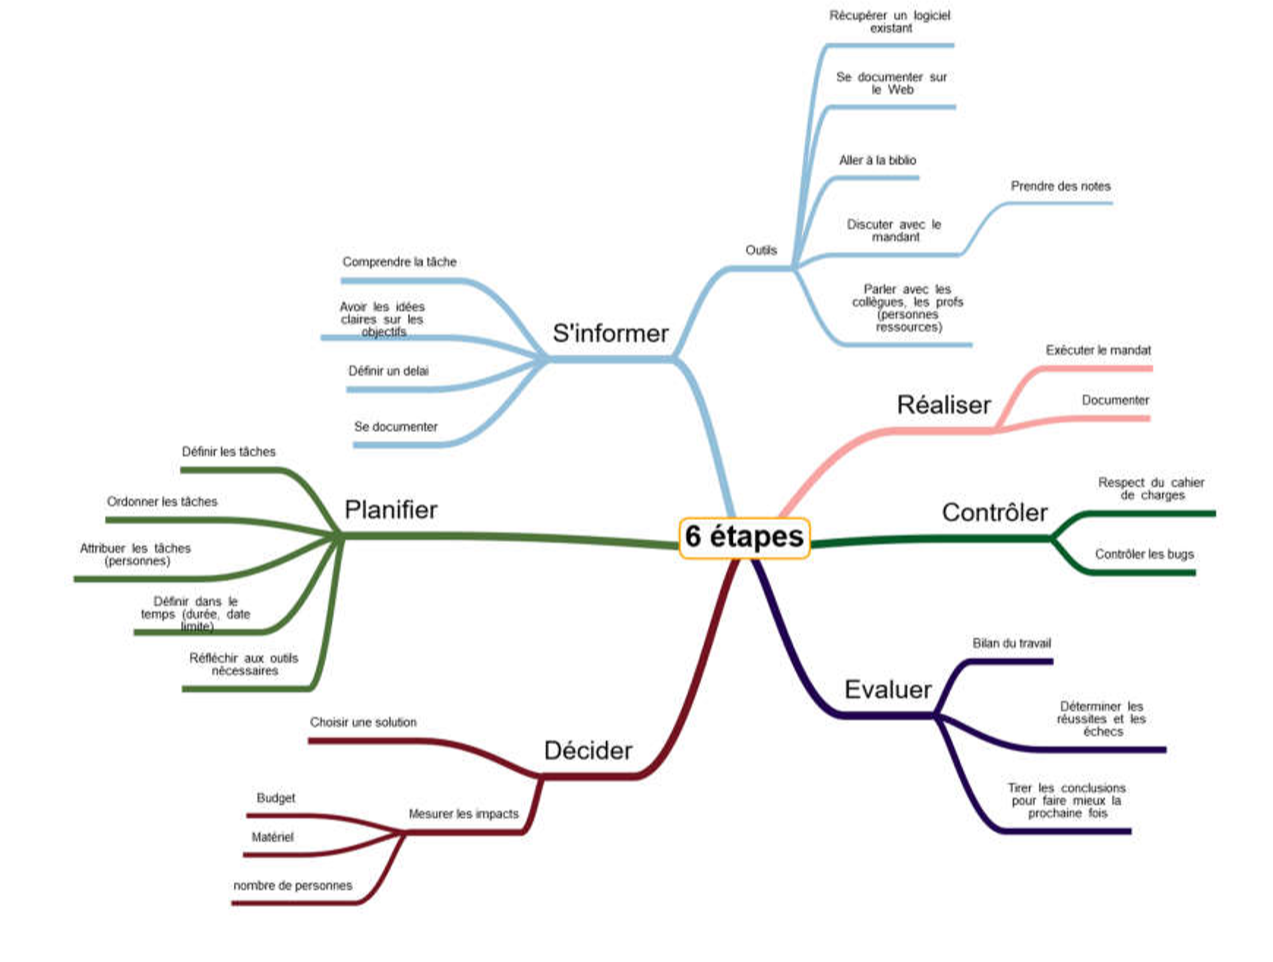 Récupérer un logiciel
existant
Se documenter sur
le Web
Aller à la biblio
Prendre des notes
Discuter avec le
mandant
Outils
Parler avec les
collègues, les profs
(personnes
ressources)
Comprendre la tâche
Avoir les idées
claires sur les
objectifs
Définir un delai
Se documenter
S'informer
Exécuter le mandat
Documenter
Réaliser
Définir les tâches
Ordonner les tâches
Attribuer les tâches
(personnes)
Définir dans le
temps (durée, date
limite)
Réfléchir aux outils
nécessaires
Planifier
6 étapes
Contrôler
Respect du cahier
de charges
Contrôler les bugs
Evaluer
Bilan du travail
Déterminer les
réussites et les
échecs
Tirer les conclusions
pour faire mieux la
prochaine fois
Décider
Choisir une solution
Mesurer les impacts
Budget
Matériel
nombre de personnes